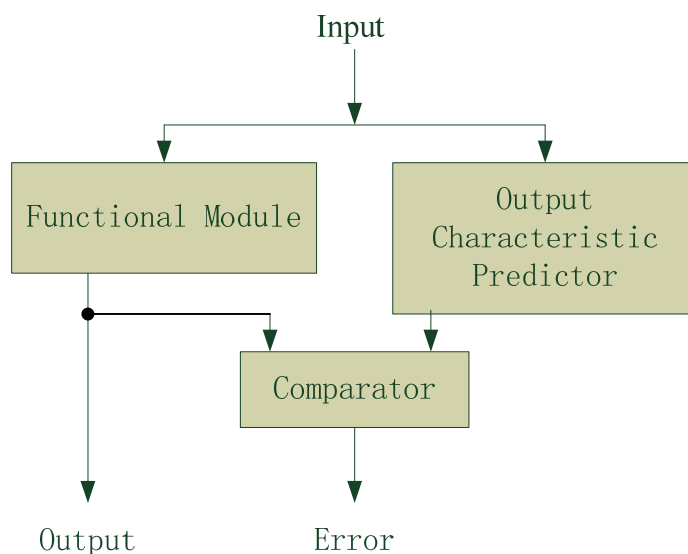 Input
Functional Module
Output
Characteristic
Predictor
Comparator
Output
Error